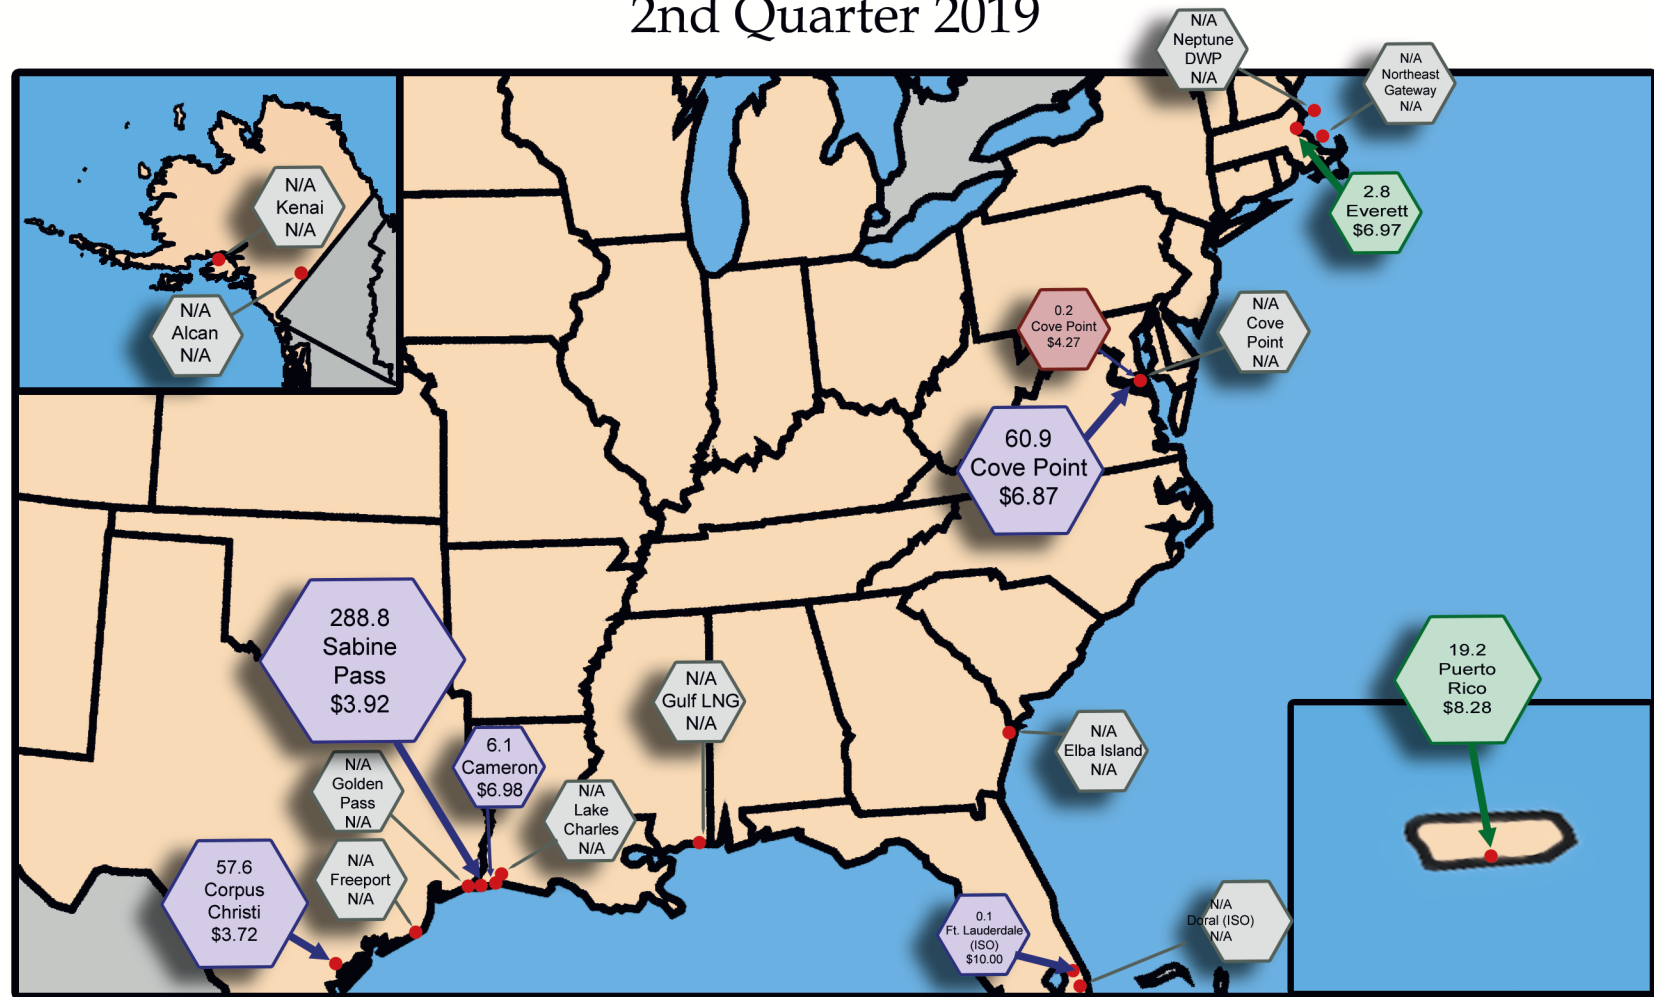 2nd Quarter 2019
N/A
Neptune
DWP
N/A
N/A
Northeast
Gateway
N/A
N/A
Kenai
N/A
2.8
Everett
$6.97
N/A
Alcan
N/A
0.2
Cove Point
$4.27
N/A
Cove
Point
N/A
60.9
Cove Point
$6.87
288.8
Sabine
Pass
$3.92
N/A
Gulf LNG
N/A
19.2
Puerto
Rico
$8.28
N/A
Elba Island
N/A
6.1
Cameron
$6.98
N/A
Golden
Pass
N/A
N/A
Lake
Charles
N/A
57.6
Corpus
Christi
$3.72
N/A
Freeport
N/A
0.1
Ft. Lauderdale
(ISO)
$10.00
N/A
Doral (ISO)
N/A